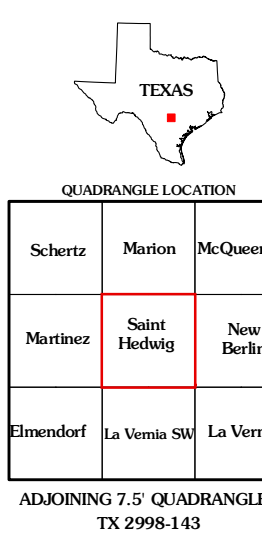 TEXAS
QUADRANGLE LOCATION
Schertz
Marion
McQueen
Martinez
Saint
Hedwig
New
Berlin
Elmendorf
La Vernia SW
La Vern
ADJOINING 7.5' QUADRANGLE
TX 2998-143